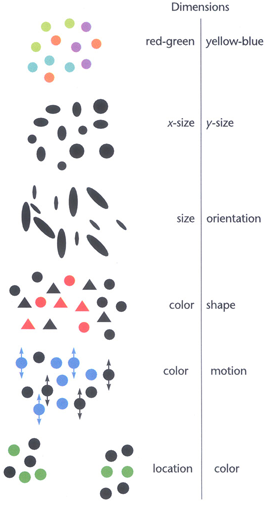 Dimensions
red-green yellow-blue
x-size y-size
size orientation
color shape
color motion
location color